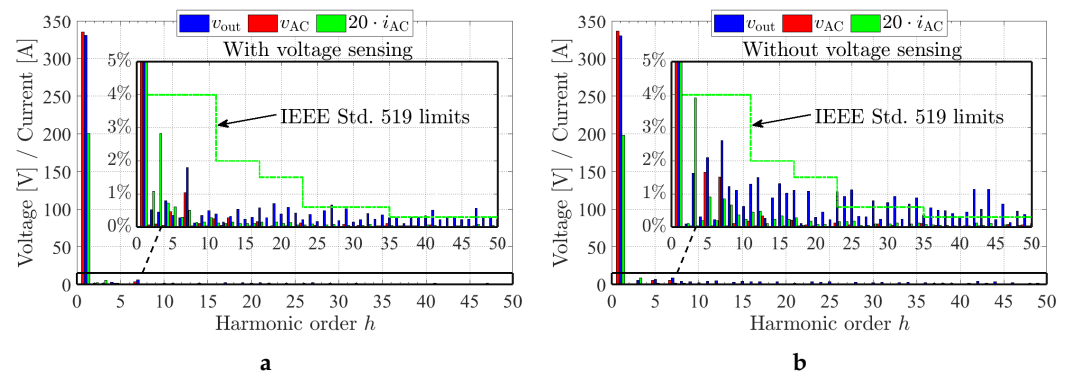 v_out v_AC 20 · i_AC
With voltage sensing
IEEE Std. 519 limits
Voltage [V] / Current [A]
350
300
250
200
150
100
50
0
5%
4%
3%
2%
1%
0%
0 5 10 15 20 25 30 35 40 45 50
0 5 10 15 20 25 30 35 40 45 50
Harmonic order h
a
v_out v_AC 20 · i_AC
Without voltage sensing
IEEE Std. 519 limits
Voltage [V] / Current [A]
350
300
250
200
150
100
50
0
5%
4%
3%
2%
1%
0%
0 5 10 15 20 25 30 35 40 45 50
0 5 10 15 20 25 30 35 40 45 50
Harmonic order h
b